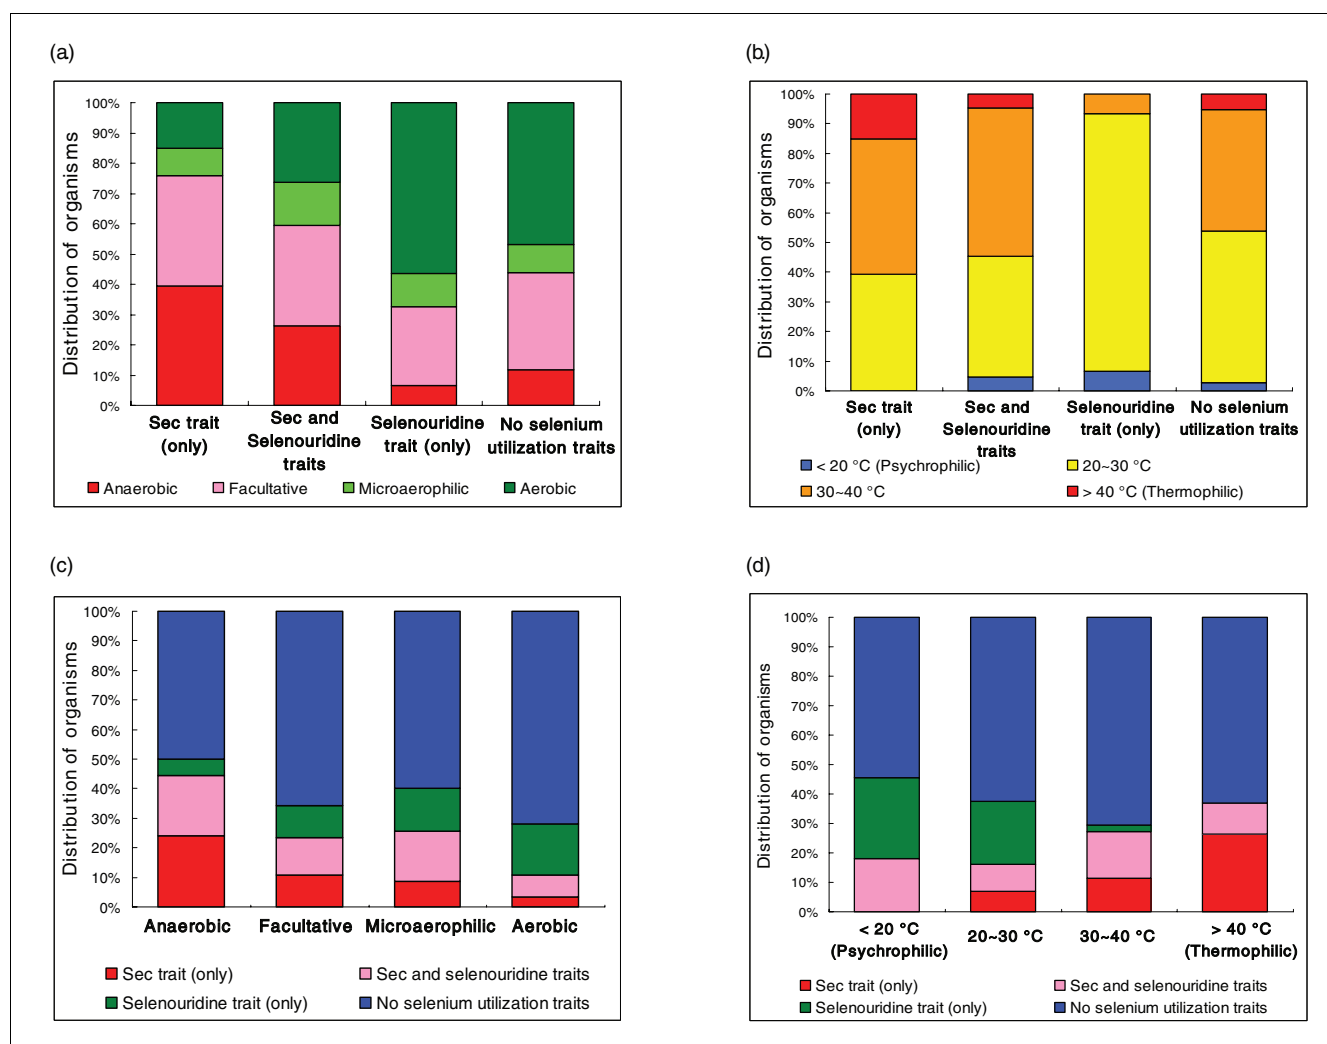 (a)
Distribution of organisms
100%
90%
80%
70%
60%
50%
40%
30%
20%
10%
0%
Sec trait
(only)
Sec and
Selenouridine
traits
Selenouridine
trait (only)
No selenium
utilization traits
Anaerobic
Facultative
Microaerophilic
Aerobic
(b)
Distribution of organisms
100%
90%
80%
70%
60%
50%
40%
30%
20%
10%
0%
Sec trait
(only)
Sec and
Selenouridine
traits
Selenouridine
trait (only)
No selenium
utilization traits
< 20 °C (Psychrophilic)
20~30 °C
30~40 °C
> 40 °C (Thermophilic)
(c)
Distribution of organisms
100%
90%
80%
70%
60%
50%
40%
30%
20%
10%
0%
Anaerobic
Facultative
Microaerophilic
Aerobic
Sec trait (only)
Sec and selenouridine traits
Selenouridine trait (only)
No selenium utilization traits
(d)
Distribution of organisms
100%
90%
80%
70%
60%
50%
40%
30%
20%
10%
0%
< 20 °C
(Psychrophilic)
20~30 °C
30~40 °C
> 40 °C
(Thermophilic)
Sec trait (only)
Sec and selenouridine traits
Selenouridine trait (only)
No selenium utilization traits